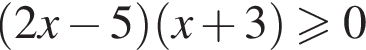 (2x − 5)(x + 3) ⩾ 0